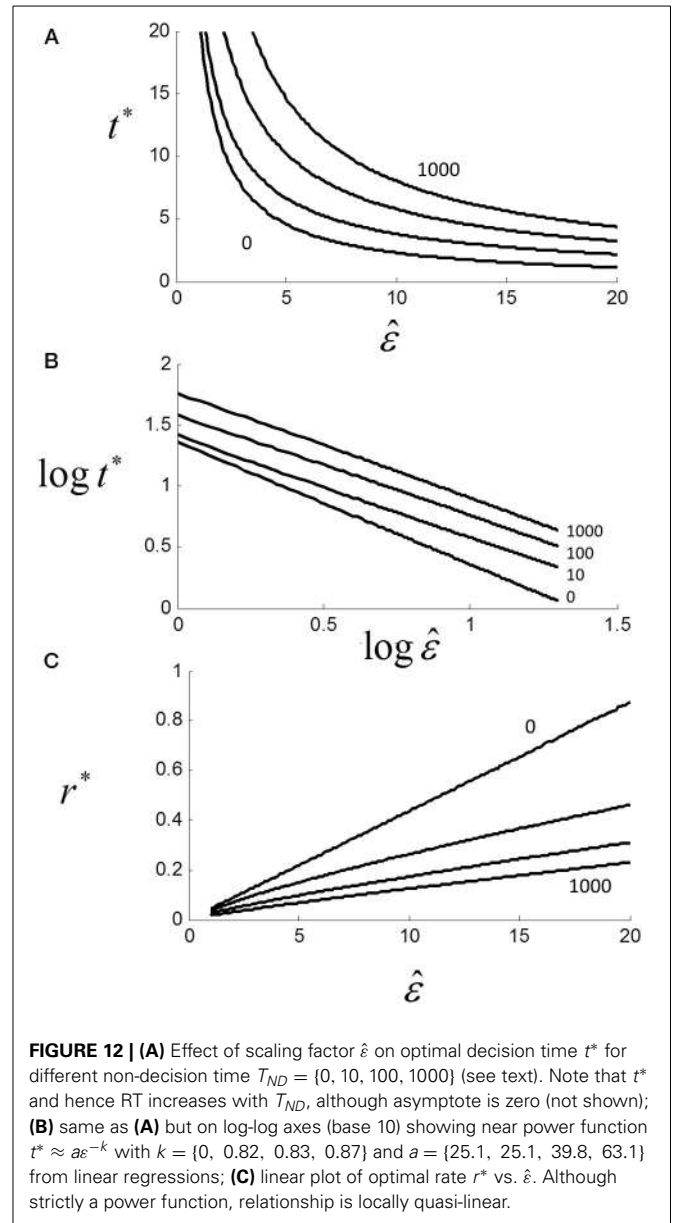 A
20
15
t*
10
1000
5
0
0
0 5 10 15 20
ε̂
B
2
1.5
log t*
1
1000
0.5
100
10
0
0
0 0.5 1 1.5
log ε̂
C
1
0
0.8
0.6
r*
0.4
0.2
1000
0
0 5 10 15 20
ε̂
FIGURE 12 | (A) Effect of scaling factor ε̂ on optimal decision time t* for
different non-decision time T_ND = {0, 10, 100, 1000} (see text). Note that t*
and hence RT increases with T_ND, although asymptote is zero (not shown);
(B) same as (A) but on log-log axes (base 10) showing near power function
t* ≈ aε^−k with k = {0, 0.82, 0.83, 0.87} and a = {25.1, 25.1, 39.8, 63.1}
from linear regressions; (C) linear plot of optimal rate r* vs. ε̂. Although
strictly a power function, relationship is locally quasi-linear.